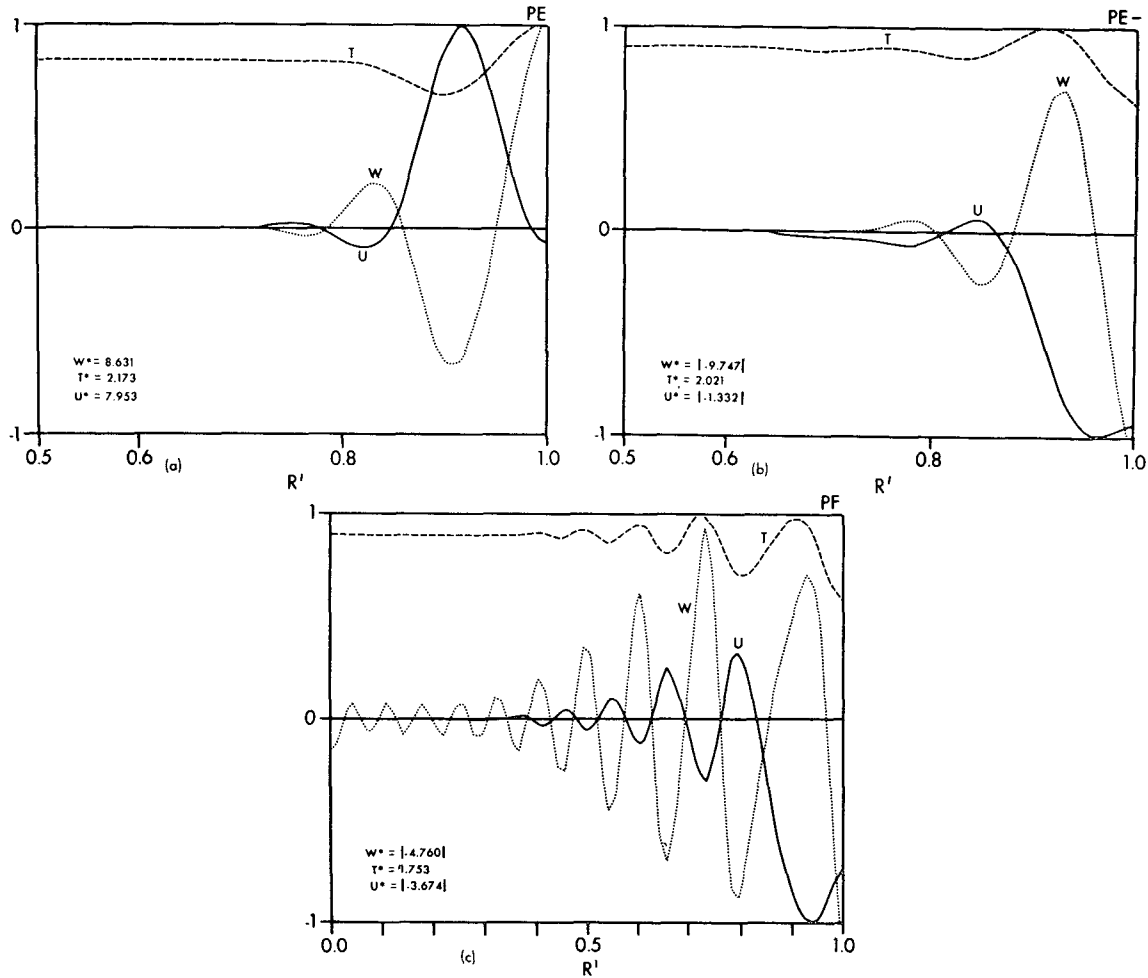 PE
1
T
W
0
U
W* = 8.631
T* = 2.173
U* = 7.953
-1
0.5 0.6 0.8 1.0
(a)
R'
PE –
1
T
W
U
0
W* = |-9.747|
T* = 2.021
U* = |-1.332|
-1
0.5 0.6 0.8 1.0
(b)
R'
PF
1
T
W
U
0
W* = |-4.760|
T* = 1.753
U* = |-3.674|
-1
0.0 0.5 0.8 1.0
(c)
R'